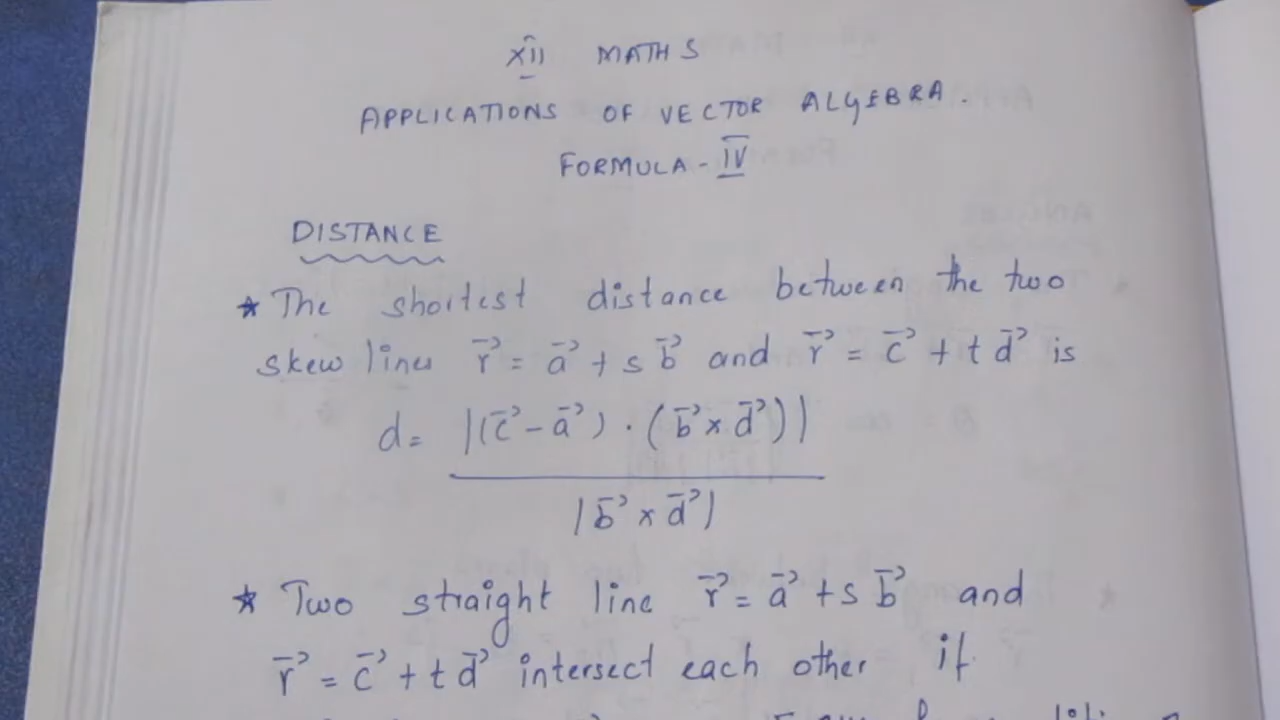 XII MATHS
APPLICATIONS OF VECTOR ALGEBRA.
FORMULA - IV
DISTANCE
* The shortest distance between the two
skew lines r⃗ = a⃗ + s b⃗ and r⃗ = c⃗ + t d⃗ is
d = |(c⃗ - a⃗) · (b⃗ × d⃗)|
|b⃗ × d⃗|
* Two straight line r⃗ = a⃗ + s b⃗ and
r⃗ = c⃗ + t d⃗ intersect each other if